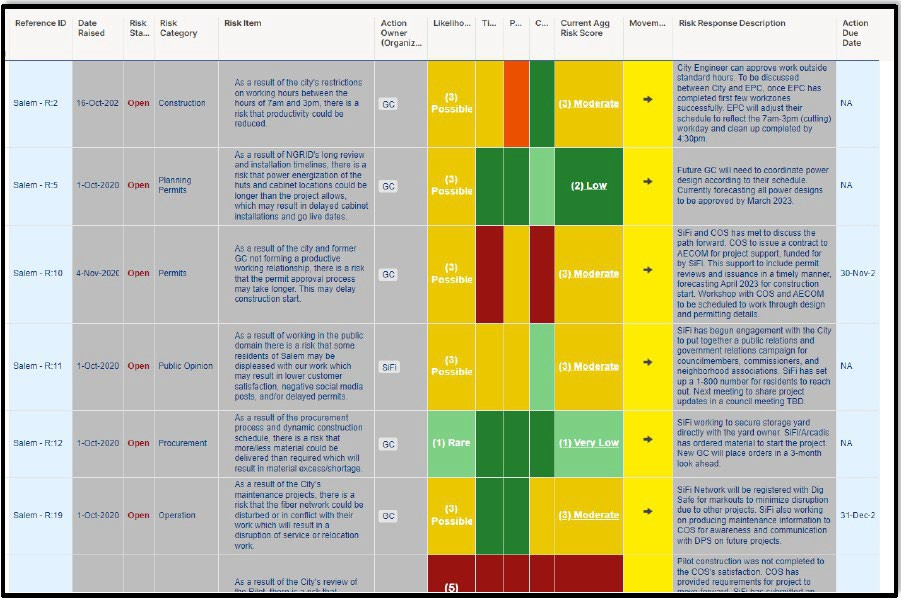 Reference ID
Date
Raised
Risk
Sta...
Risk
Category
Risk Item
Action
Owner
(Organiz...
Likeliho...
Ti...
P...
C...
Current Agg
Risk Score
Movem...
Risk Response Description
Action
Due
Date
Salem - R:2
16-Oct-202
Open
Construction
As a result of the city's restrictions
on working hours between the
hours of 7am and 3pm, there is a
risk that productivity could be
reduced.
GC
(3)
Possible
(3) Moderate
City Engineer can approve work outside
standard hours. To be discussed
between City and EPC, once EPC has
completed first few workzones
successfully. EPC will adjust their
schedule to reflect the 7am-3pm (cutting)
workday and clean up completed by
4:30pm.
NA
Salem - R:5
1-Oct-2020
Open
Planning
Permits
As a result of NGRID's long review
and installation timelines, there is a
risk that power energization of the
huts and cabinet locations could be
longer than the project allows,
which may result in delayed cabinet
installations and go live dates.
GC
(3)
Possible
(2) Low
Future GC will need to coordinate power
design according to their schedule.
Currently forecasting all power designs
to be approved by March 2023.
NA
Salem - R:10
4-Nov-2020
Open
Permits
As a result of the city and former
GC not forming a productive
working relationship, there is a risk
that the permit approval process
may take longer. This may delay
construction start.
GC
(3)
Possible
(3) Moderate
SiFi and COS has met to discuss the
path forward. COS to issue a contract to
AECOM for project support, funded for
by SiFi. This support to include permit
reviews and issuance in a timely manner,
forecasting April 2023 for construction
start. Workshop with COS and AECOM
to be scheduled to work through design
and permitting details.
30-Nov-2
Salem - R:11
1-Oct-2020
Open
Public Opinion
As a result of working in the public
domain there is a risk that some
residents of Salem may be
displeased with our work which
may result in lower customer
satisfaction, negative social media
posts, and/or delayed permits.
SiFi
(3)
Possible
(3) Moderate
SiFi has begun engagement with the City
to put together a public relations and
government relations campaign for
councilmembers, commissioners, and
neighborhood associations. SiFi has set
up a 1-800 number for residents to reach
out. Next meeting to share project
updates in a council meeting TBD.
NA
Salem - R:12
1-Oct-2020
Open
Procurement
As a result of the procurement
process and dynamic construction
schedule, there is a risk that
more/less material could be
delivered than required which will
result in material excess/shortage.
GC
(1) Rare
(1) Very Low
SiFi working to secure storage yard
directly with the yard owner. SiFi/Arcadis
has ordered material to start the project.
New GC will place orders in a 3-month
look ahead.
NA
Salem - R:19
1-Oct-2020
Open
Operation
As a result of the City's
maintenance projects, there is a
risk that the fiber network could be
disturbed or in conflict with their
work which will result in a
disruption of service or relocation
work.
GC
(3)
Possible
(3) Moderate
SiFi Network will be registered with Dig
Safe for markouts to minimize disruption
due to other projects. SiFi also working
on producing maintenance information to
COS for awareness and communication
with DPS on future projects.
31-Dec-2
As a result of the City's review of
the Pilot, there is a risk that
(5)
Pilot construction was not completed to
the COS's satisfaction. COS has
provided requirements for project to
move forward. SiFi has submitted an